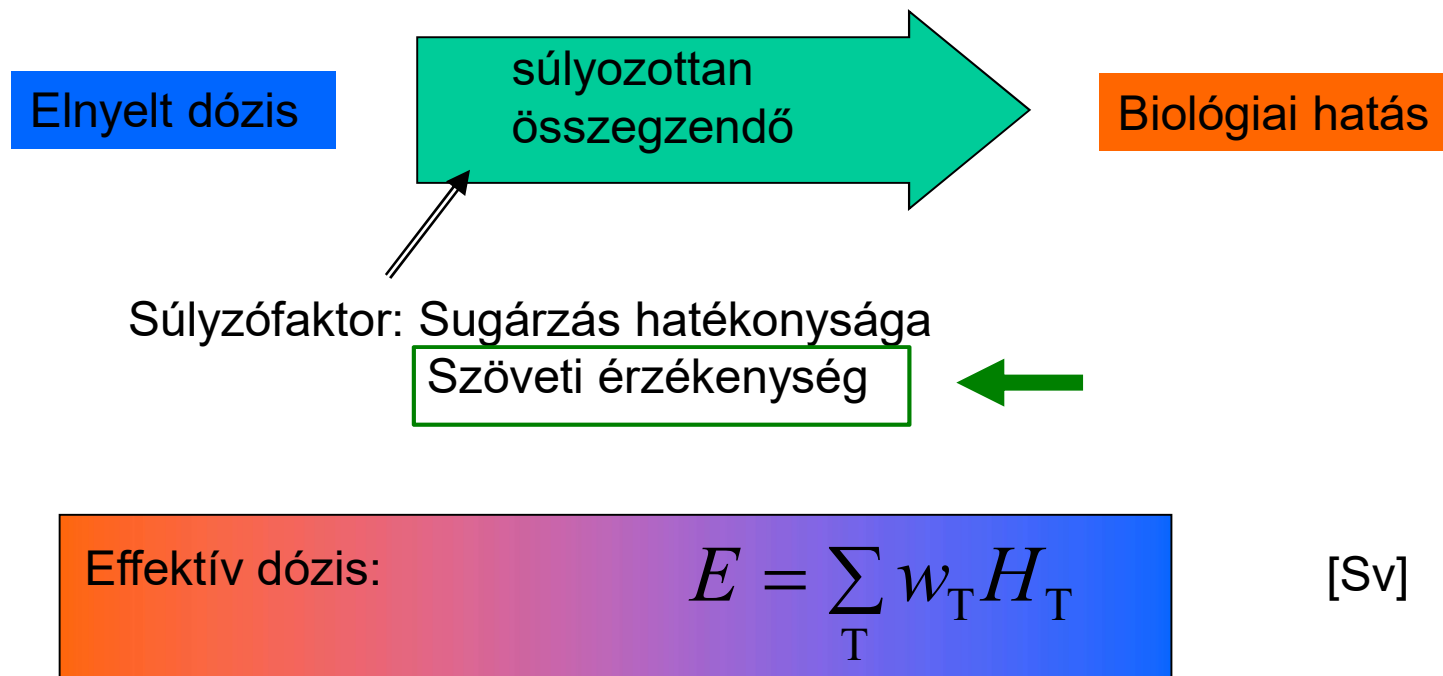 Elnyelt dózis
súlyozottan
összegzendő
Biológiai hatás
Súlyzófaktor: Sugárzás hatékonysága
Szöveti érzékenység
Effektív dózis: E = ∑_T w_T H_T [Sv]